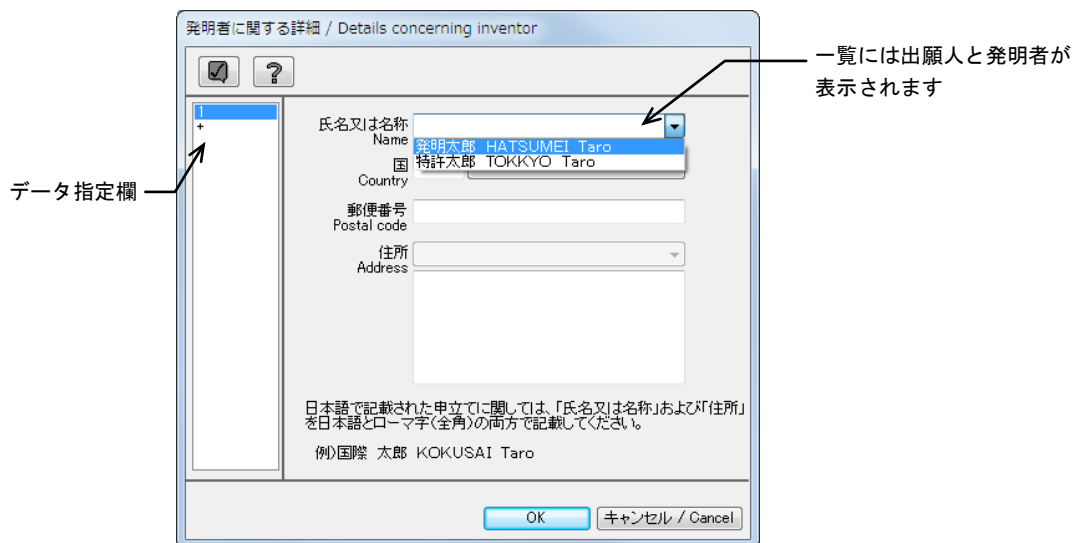 発明者に関する詳細 / Details concerning inventor
一覧には出願人と発明者が
表示されます
1
+
データ指定欄
氏名又は名称
Name
発明太郎 HATSUMEI Taro
特許太郎 TOKKYO Taro
国
Country
郵便番号
Postal code
住所
Address
日本語で記載された申立てに関しては、「氏名又は名称」および「住所」
を日本語とローマ字(全角)の両方で記載してください。
例)国際 太郎 KOKUSAI Taro
OK
キャンセル / Cancel